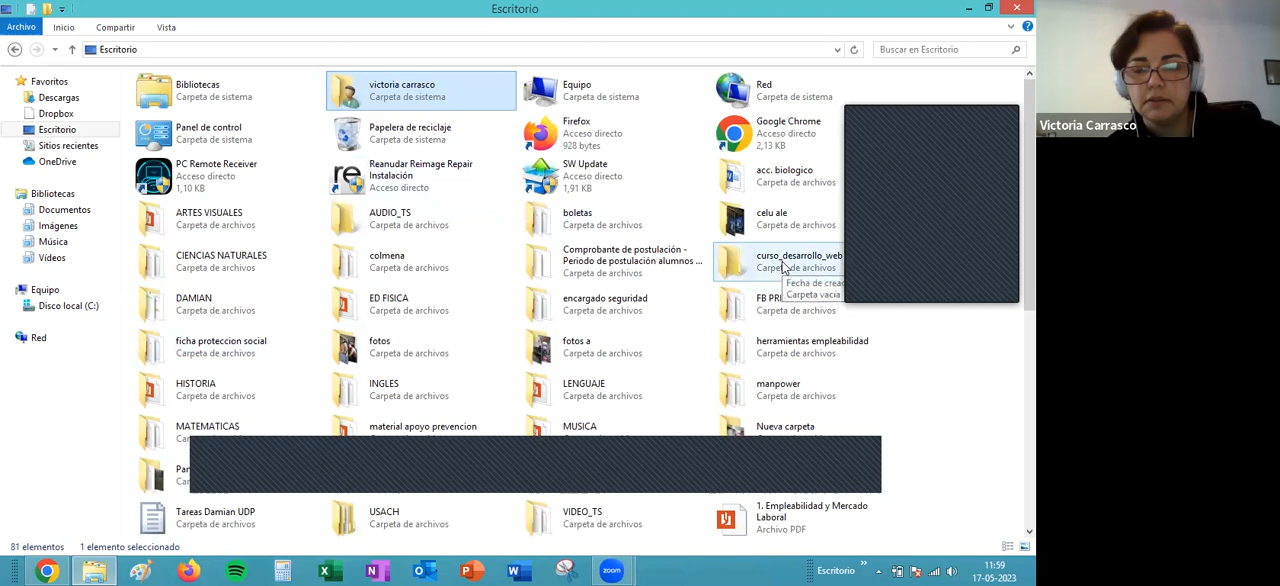 Escritorio
Archivo Inicio Compartir Vista
Escritorio
Buscar en Escritorio
Favoritos
Descargas
Dropbox
Escritorio
Sitios recientes
OneDrive
Bibliotecas
Documentos
Imágenes
Música
Vídeos
Equipo
Disco local (C:)
Red
Bibliotecas
Carpeta de sistema
victoria carrasco
Carpeta de sistema
Equipo
Carpeta de sistema
Red
Carpeta de sistema
Panel de control
Carpeta de sistema
Papelera de reciclaje
Carpeta de sistema
Firefox
Acceso directo
928 bytes
Google Chrome
Acceso directo
2,13 KB
PC Remote Receiver
Acceso directo
1,10 KB
re
Reanudar Reimage Repair
Instalación
Acceso directo
SW Update
Acceso directo
1,91 KB
acc. biologico
Carpeta de archivos
ARTES VISUALES
Carpeta de archivos
AUDIO_TS
Carpeta de archivos
boletas
Carpeta de archivos
celu ale
Carpeta de archivos
CIENCIAS NATURALES
Carpeta de archivos
colmena
Carpeta de archivos
Comprobante de postulación -
Periodo de postulación alumnos ...
Carpeta de archivos
curso_desarrollo_web
Carpeta de archivos
Fecha de crea
Carpeta vacía
DAMIAN
Carpeta de archivos
ED FISICA
Carpeta de archivos
encargado seguridad
Carpeta de archivos
FB
Carpeta de archivos
ficha proteccion social
Carpeta de archivos
fotos
Carpeta de archivos
fotos a
Carpeta de archivos
herramientas empleabilidad
Carpeta de archivos
HISTORIA
Carpeta de archivos
INGLES
Carpeta de archivos
LENGUAJE
Carpeta de archivos
manpower
Carpeta de archivos
MATEMATICAS
material apoyo prevencion
MUSICA
Nueva carpeta
Tareas Damian UDP
USACH
Carpeta de archivos
VIDEO_TS
Carpeta de archivos
1. Empleabilidad y Mercado
Laboral
Archivo PDF
81 elementos 1 elemento seleccionado
zoom
Escritorio
11:59
17-05-2023
Victoria Carrasco